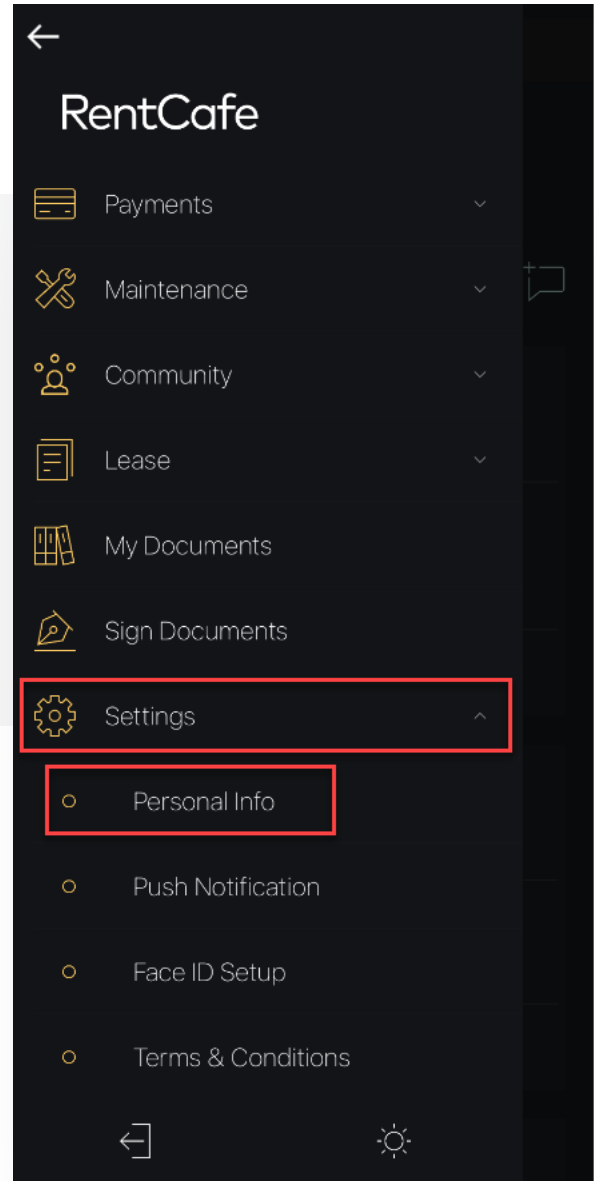 RentCafe
Payments
Maintenance
Community
Lease
My Documents
Sign Documents
Settings
Personal Info
Push Notification
Face ID Setup
Terms & Conditions